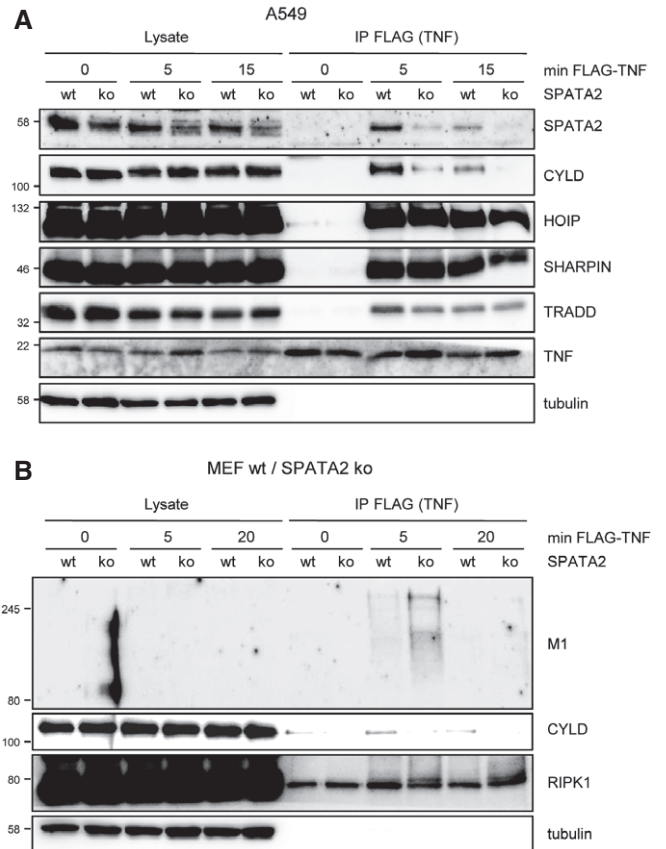 A
A549
Lysate IP FLAG (TNF)
0 5 15 0 5 15 min FLAG-TNF
wt ko wt ko wt ko wt ko wt ko wt ko SPATA2
58 SPATA2
100 CYLD
132 HOIP
46 SHARPIN
32 TRADD
22 TNF
58 tubulin
B
MEF wt / SPATA2 ko
Lysate IP FLAG (TNF)
0 5 20 0 5 20 min FLAG-TNF
wt ko wt ko wt ko wt ko wt ko wt ko SPATA2
245
M1
80
100 CYLD
80 RIPK1
58 tubulin